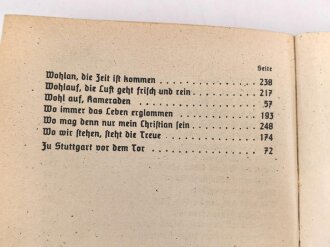 Seite
Wohlan, die Zeit ist kommen . . . . . . . . . . . . . 238
Wohlauf, die Luft geht frisch und rein . . . . . . . . 217
Wohl auf, Kameraden . . . . . . . . . . . . . . . . 57
Wo immer das Leben erglommen . . . . . . . . . . 193
Wo mag denn nur mein Christian sein . . . . . . . . 248
Wo wir stehen, steht die Treue . . . . . . . . . . . . 174
Zu Stuttgart vor dem Tor . . . . . . . . . . . . . . 72